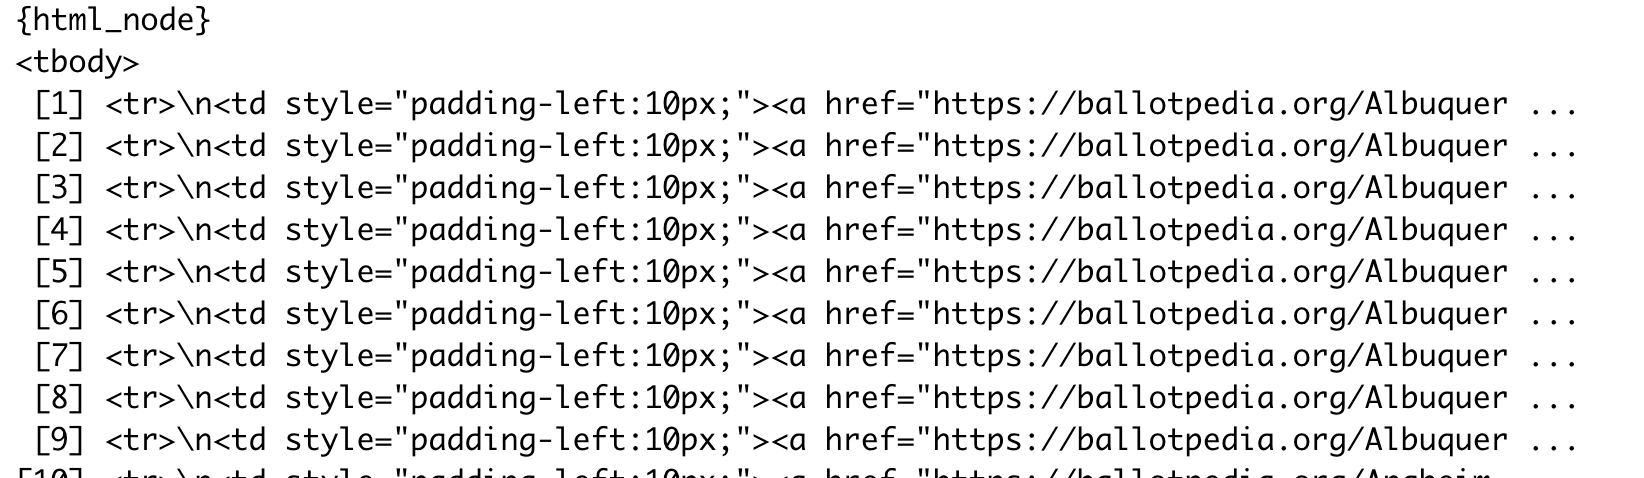 {html_node}
<tbody>
[1] <tr>\n<td style="padding-left:10px;"><a href="https://ballotpedia.org/Albuquer ...
[2] <tr>\n<td style="padding-left:10px;"><a href="https://ballotpedia.org/Albuquer ...
[3] <tr>\n<td style="padding-left:10px;"><a href="https://ballotpedia.org/Albuquer ...
[4] <tr>\n<td style="padding-left:10px;"><a href="https://ballotpedia.org/Albuquer ...
[5] <tr>\n<td style="padding-left:10px;"><a href="https://ballotpedia.org/Albuquer ...
[6] <tr>\n<td style="padding-left:10px;"><a href="https://ballotpedia.org/Albuquer ...
[7] <tr>\n<td style="padding-left:10px;"><a href="https://ballotpedia.org/Albuquer ...
[8] <tr>\n<td style="padding-left:10px;"><a href="https://ballotpedia.org/Albuquer ...
[9] <tr>\n<td style="padding-left:10px;"><a href="https://ballotpedia.org/Albuquer ...
[10] <tr>\n<td style="padding-left:10px;"><a href="https://ballotpedia.org/Anaheim